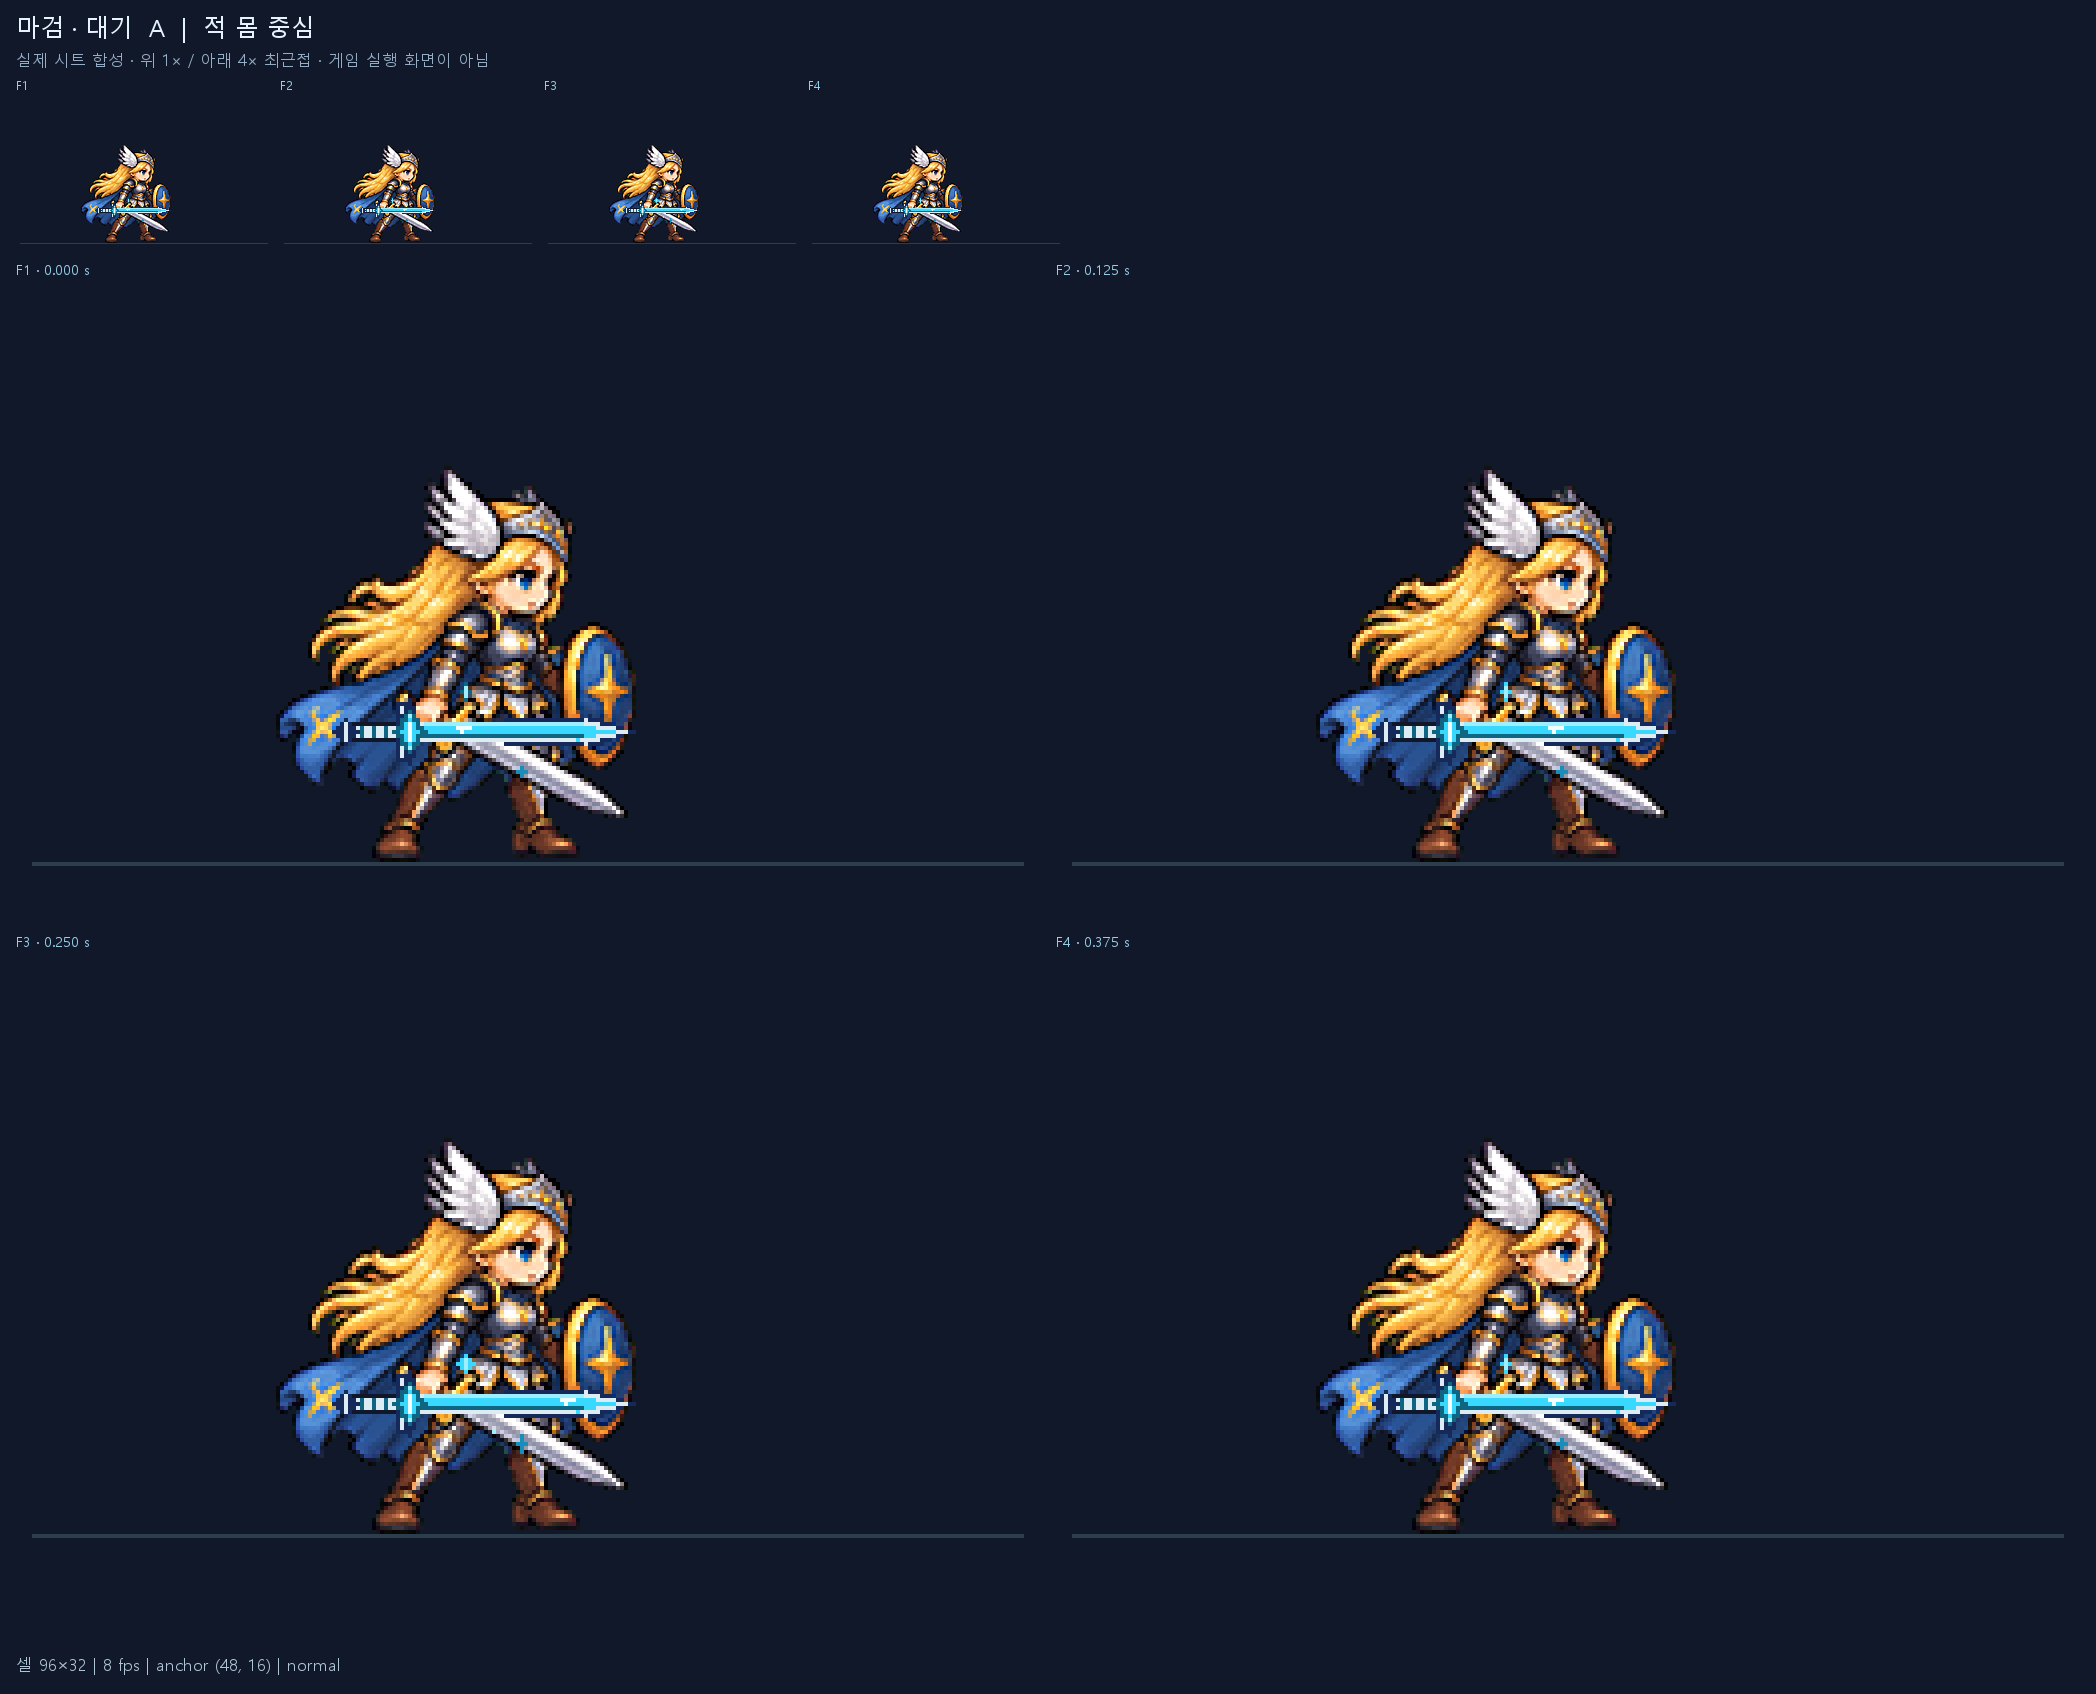 마검 · 대기 A | 적 몸 중심
실제 시트 합성 · 위 1× / 아래 4× 최근접 · 게임 실행 화면이 아님
F1 F2 F3 F4
F1 · 0.000 s F2 · 0.125 s
F3 · 0.250 s F4 · 0.375 s
셀 96×32 | 8 fps | anchor (48, 16) | normal